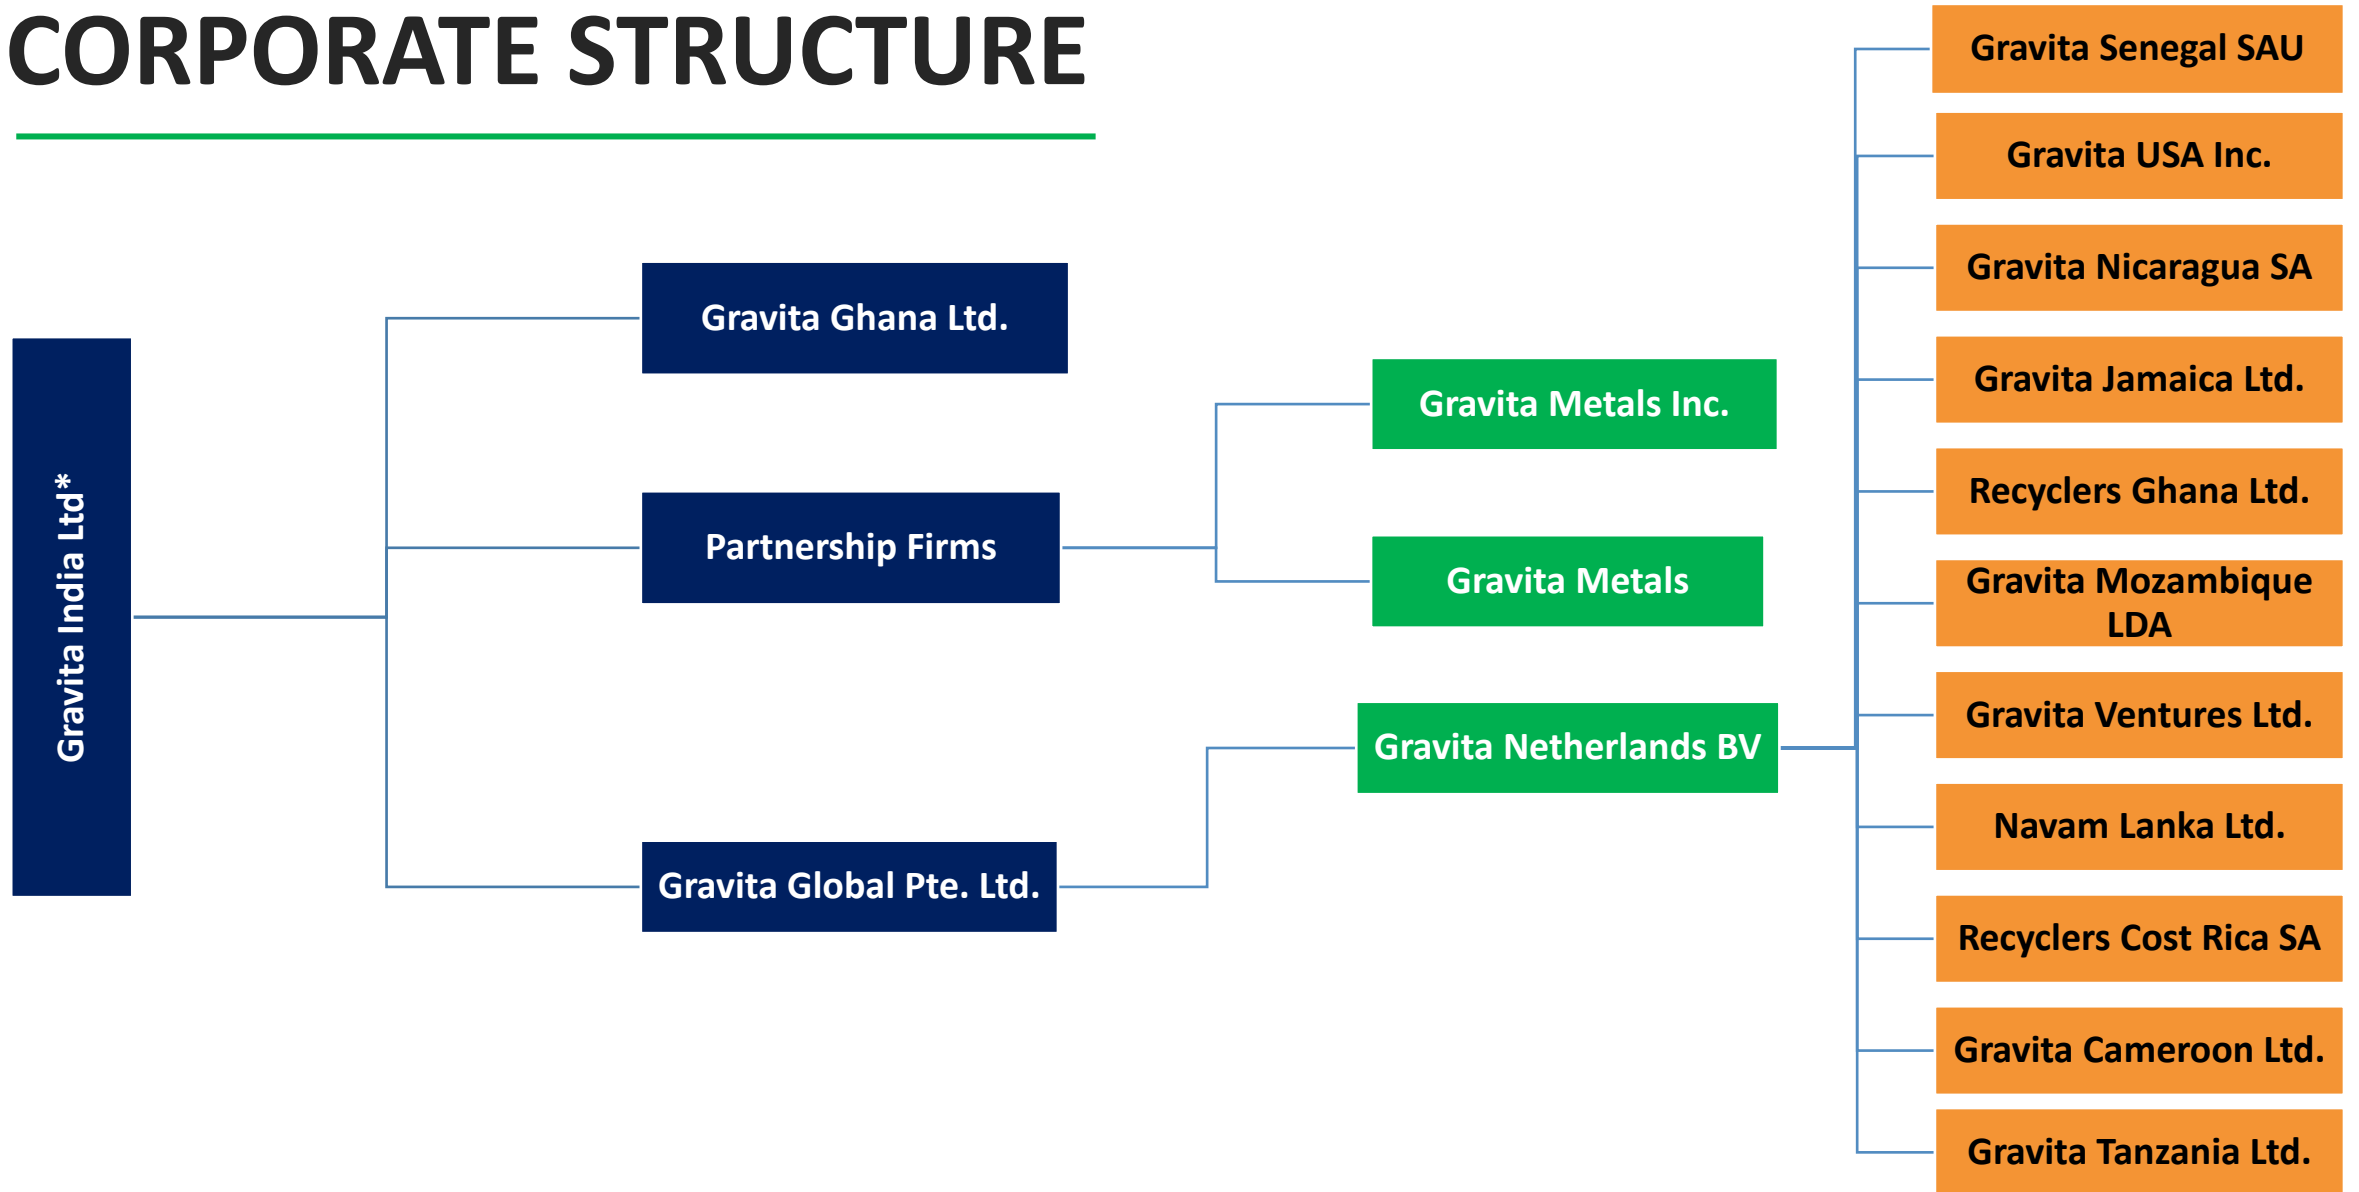 CORPORATE STRUCTURE
Gravita India Ltd*
Gravita Ghana Ltd.
Partnership Firms
Gravita Global Pte. Ltd.
Gravita Metals Inc.
Gravita Metals
Gravita Netherlands BV
Gravita Senegal SAU
Gravita USA Inc.
Gravita Nicaragua SA
Gravita Jamaica Ltd.
Recyclers Ghana Ltd.
Gravita Mozambique
LDA
Gravita Ventures Ltd.
Navam Lanka Ltd.
Recyclers Cost Rica SA
Gravita Cameroon Ltd.
Gravita Tanzania Ltd.